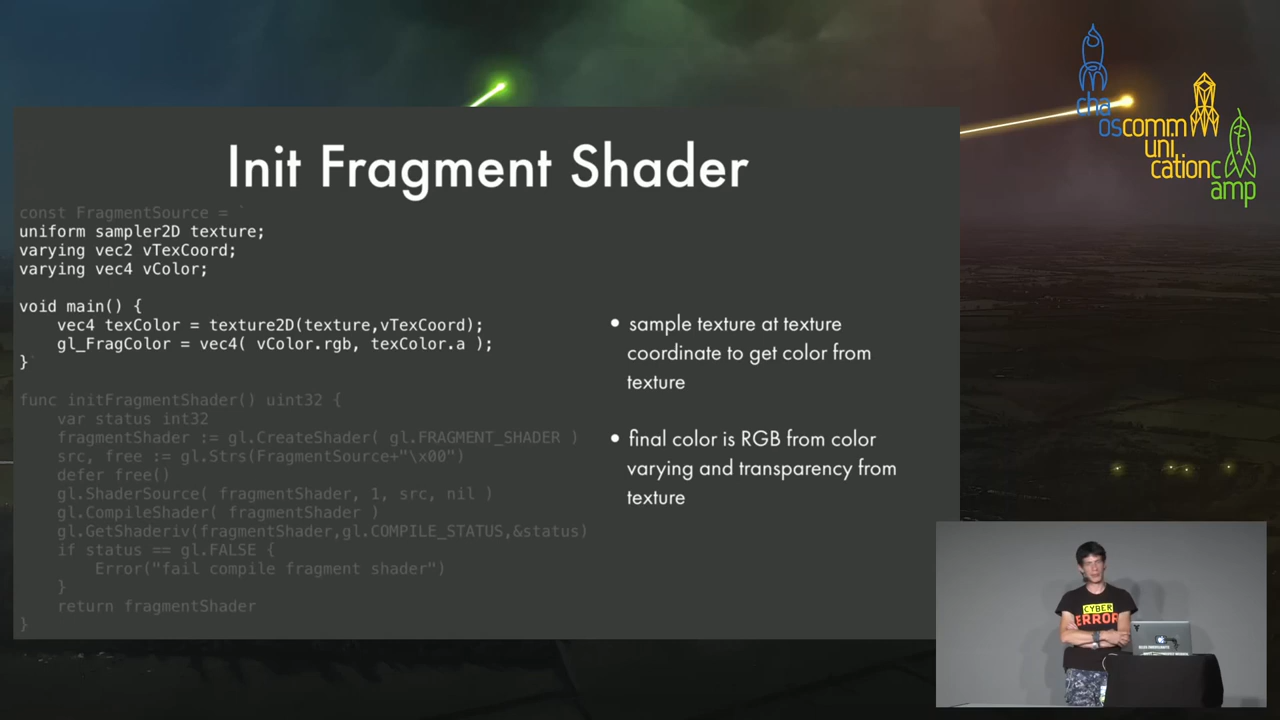 Init Fragment Shader
const FragmentSource = `
uniform sampler2D texture;
varying vec2 vTexCoord;
varying vec4 vColor;
void main() {
    vec4 texColor = texture2D(texture,vTexCoord);
    gl_FragColor = vec4( vColor.rgb, texColor.a );
}`
func initFragmentShader() uint32 {
    var status int32
    fragmentShader := gl.CreateShader( gl.FRAGMENT_SHADER )
    src, free := gl.Strs(FragmentSource+"\x00")
    defer free()
    gl.ShaderSource( fragmentShader, 1, src, nil )
    gl.CompileShader( fragmentShader )
    gl.GetShaderiv(fragmentShader,gl.COMPILE_STATUS,&status)
    if status == gl.FALSE {
        Error("fail compile fragment shader")
    }
    return fragmentShader
}
• sample texture at texture
coordinate to get color from
texture
• final color is RGB from color
varying and transparency from
texture
cha
oscomm
uni
cationc
amp
CYBER
ERROR